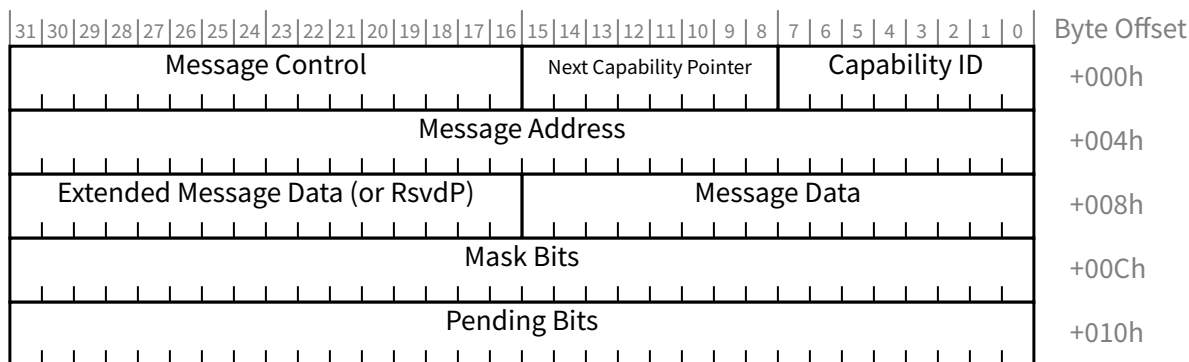 31 30 29 28 27 26 25 24 23 22 21 20 19 18 17 16 15 14 13 12 11 10 9 8 7 6 5 4 3 2 1 0 Byte Offset
Message Control Next Capability Pointer Capability ID +000h
Message Address +004h
Extended Message Data (or RsvdP) Message Data +008h
Mask Bits +00Ch
Pending Bits +010h